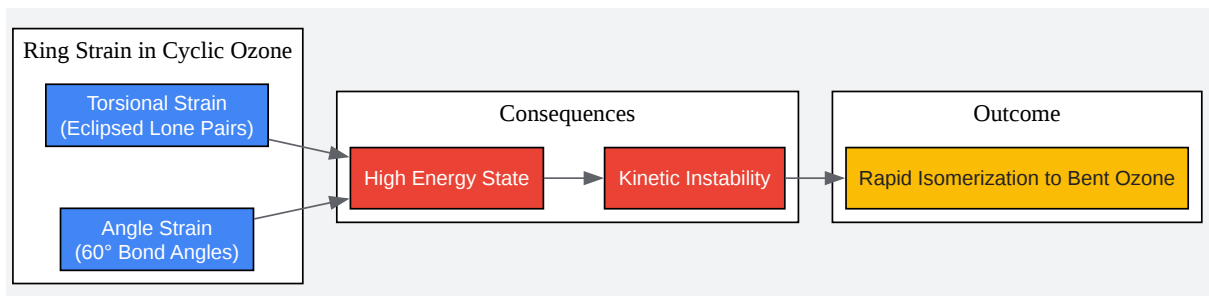 Ring Strain in Cyclic Ozone
Torsional Strain
(Eclipsed Lone Pairs)
Angle Strain
(60° Bond Angles)
Consequences
High Energy State
Kinetic Instability
Outcome
Rapid Isomerization to Bent Ozone